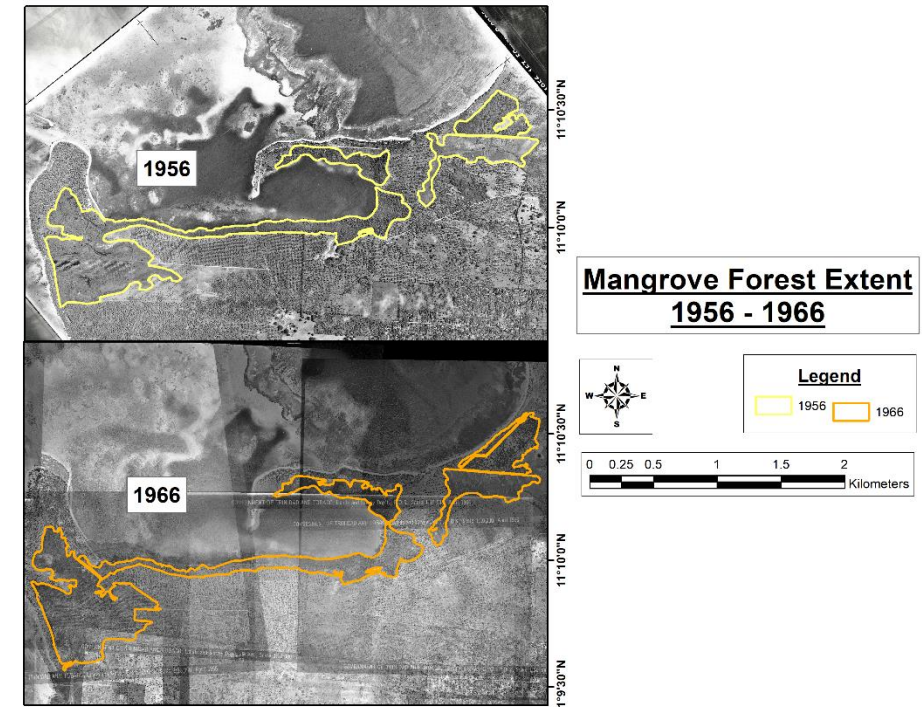 1956
11°10'30"N
11°10'0"N
1966
11°10'30"N
11°10'0"N
1°9'30"N
Mangrove Forest Extent
1956 - 1966
N
W E
S
Legend
1956 1966
0 0.25 0.5 1 1.5 2
Kilometers